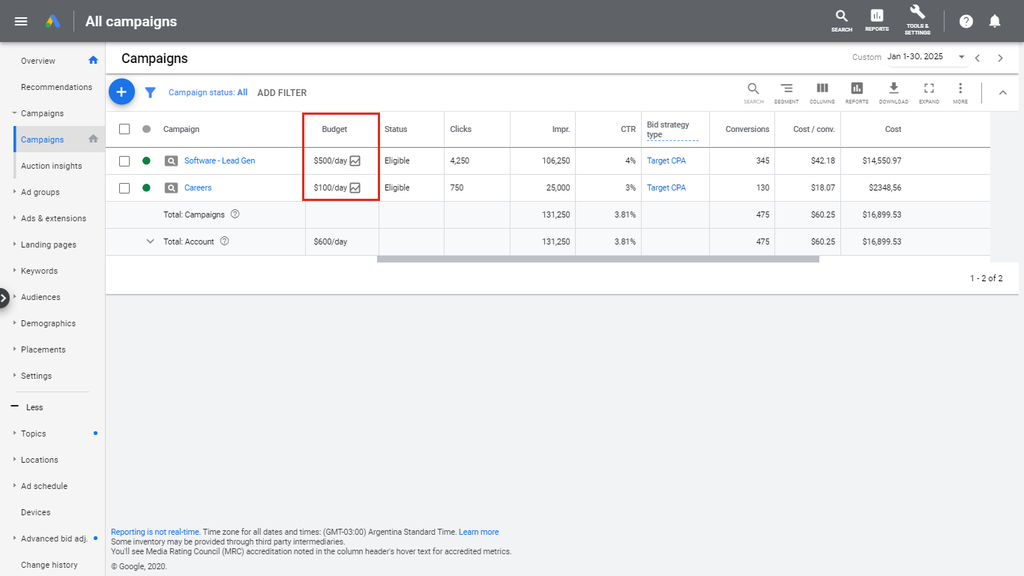 All campaigns
SEARCH
REPORTS
TOOLS &
SETTINGS
Overview
Recommendations
Campaigns
Campaigns
Auction insights
Ad groups
Ads & extensions
Landing pages
Keywords
Audiences
Demographics
Placements
Settings
Less
Topics
Locations
Ad schedule
Devices
Advanced bid adj.
Change history
Campaigns
Custom Jan 1-30, 2025
Campaign status: All ADD FILTER
SEARCH SEGMENT COLUMNS REPORTS DOWNLOAD EXPAND MORE
Campaign Budget Status Clicks Impr. CTR Bid strategy type Conversions Cost / conv. Cost
Software - Lead Gen $500/day Eligible 4,250 106,250 4% Target CPA 345 $42.18 $14,550.97
Careers $100/day Eligible 750 25,000 3% Target CPA 130 $18.07 $2348,56
Total: Campaigns 131,250 3.81% 475 $60.25 $16,899.53
Total: Account $600/day 131,250 3.81% 475 $60.25 $16,899.53
1 - 2 of 2
Reporting is not real-time. Time zone for all dates and times: (GMT-03:00) Argentina Standard Time. Learn more
Some inventory may be provided through third party intermediaries.
You'll see Media Rating Council (MRC) accreditation noted in the column header's hover text for accredited metrics.
© Google, 2020.